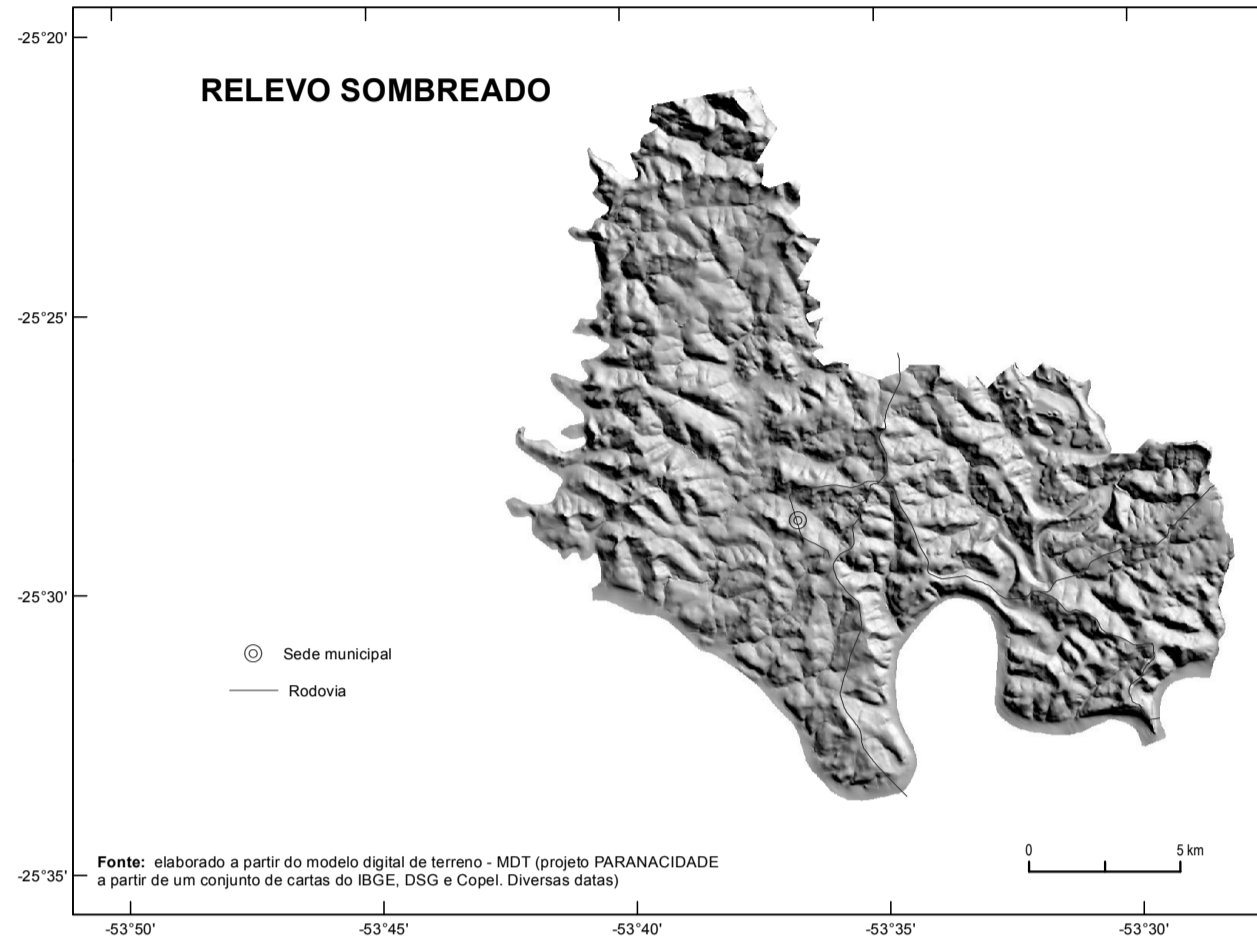 -25°20'
RELEVO SOMBREADO
-25°25'
-25°30'
Sede municipal
Rodovia
Fonte: elaborado a partir do modelo digital de terreno - MDT (projeto PARANACIDADE
a partir de um conjunto de cartas do IBGE, DSG e Copel. Diversas datas)
0 5 km
-25°35'
-53°50' -53°45' -53°40' -53°35' -53°30'